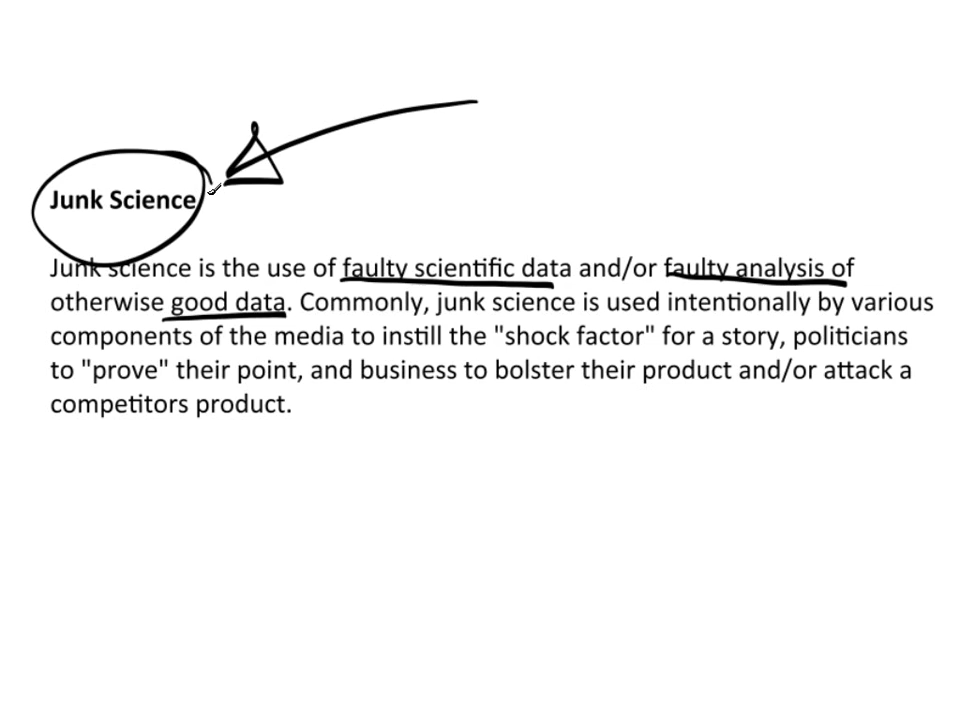 Junk Science
Junk science is the use of faulty scientific data and/or faulty analysis of
otherwise good data. Commonly, junk science is used intentionally by various
components of the media to instill the "shock factor" for a story, politicians
to "prove" their point, and business to bolster their product and/or attack a
competitors product.